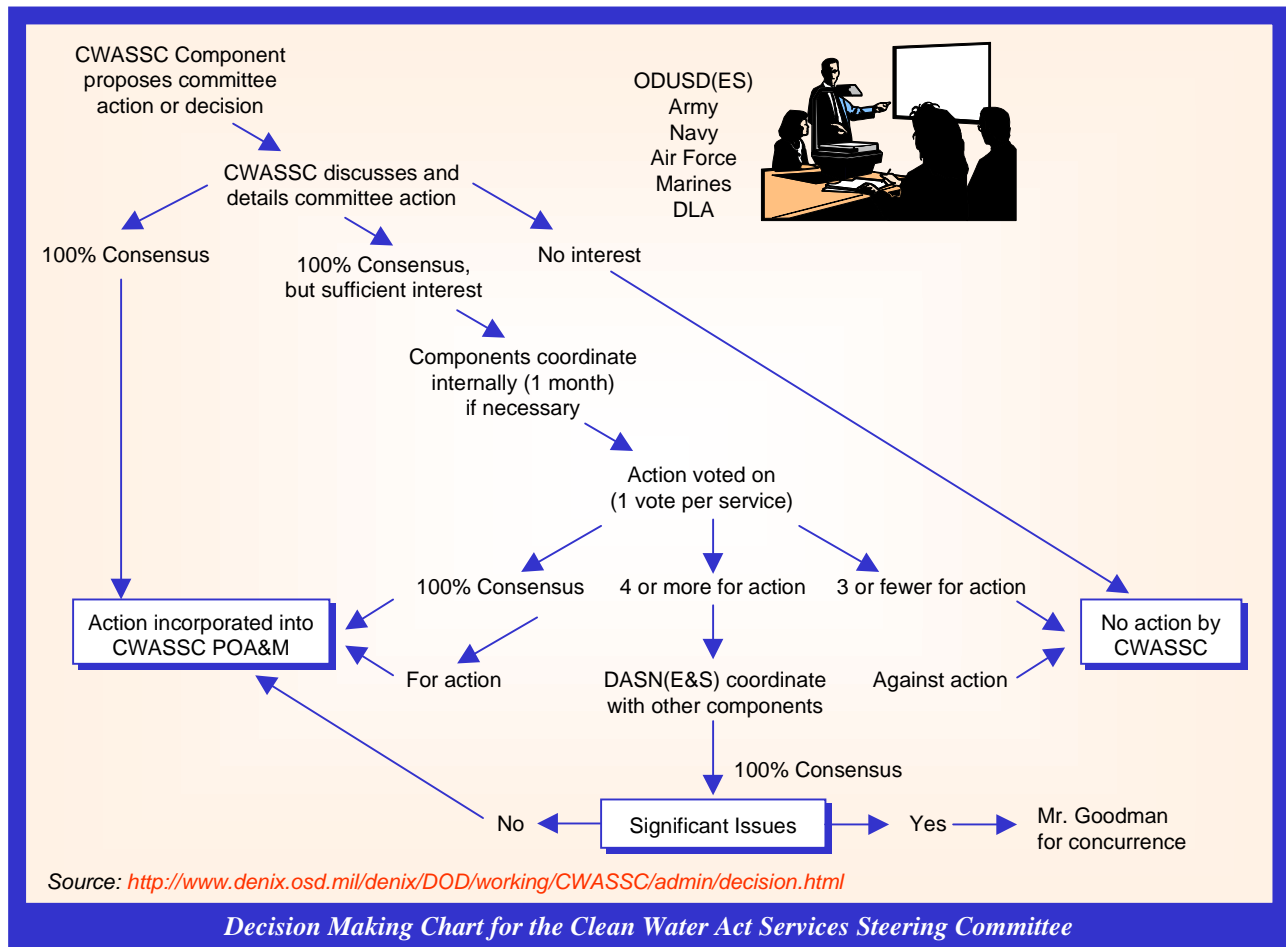 CWASSC Component
proposes committee
action or decision
ODUSD(ES)
Army
Navy
Air Force
Marines
DLA
CWASSC discusses and
details committee action
100% Consensus
100% Consensus,
but sufficient interest
No interest
Components coordinate
internally (1 month)
if necessary
Action voted on
(1 vote per service)
100% Consensus
4 or more for action
3 or fewer for action
Action incorporated into
CWASSC POA&M
No action by
CWASSC
For action
DASN(E&S) coordinate
with other components
Against action
100% Consensus
No
Significant Issues
Yes
Mr. Goodman
for concurrence
Source: http://www.denix.osd.mil/denix/DOD/working/CWASSC/admin/decision.html
Decision Making Chart for the Clean Water Act Services Steering Committee